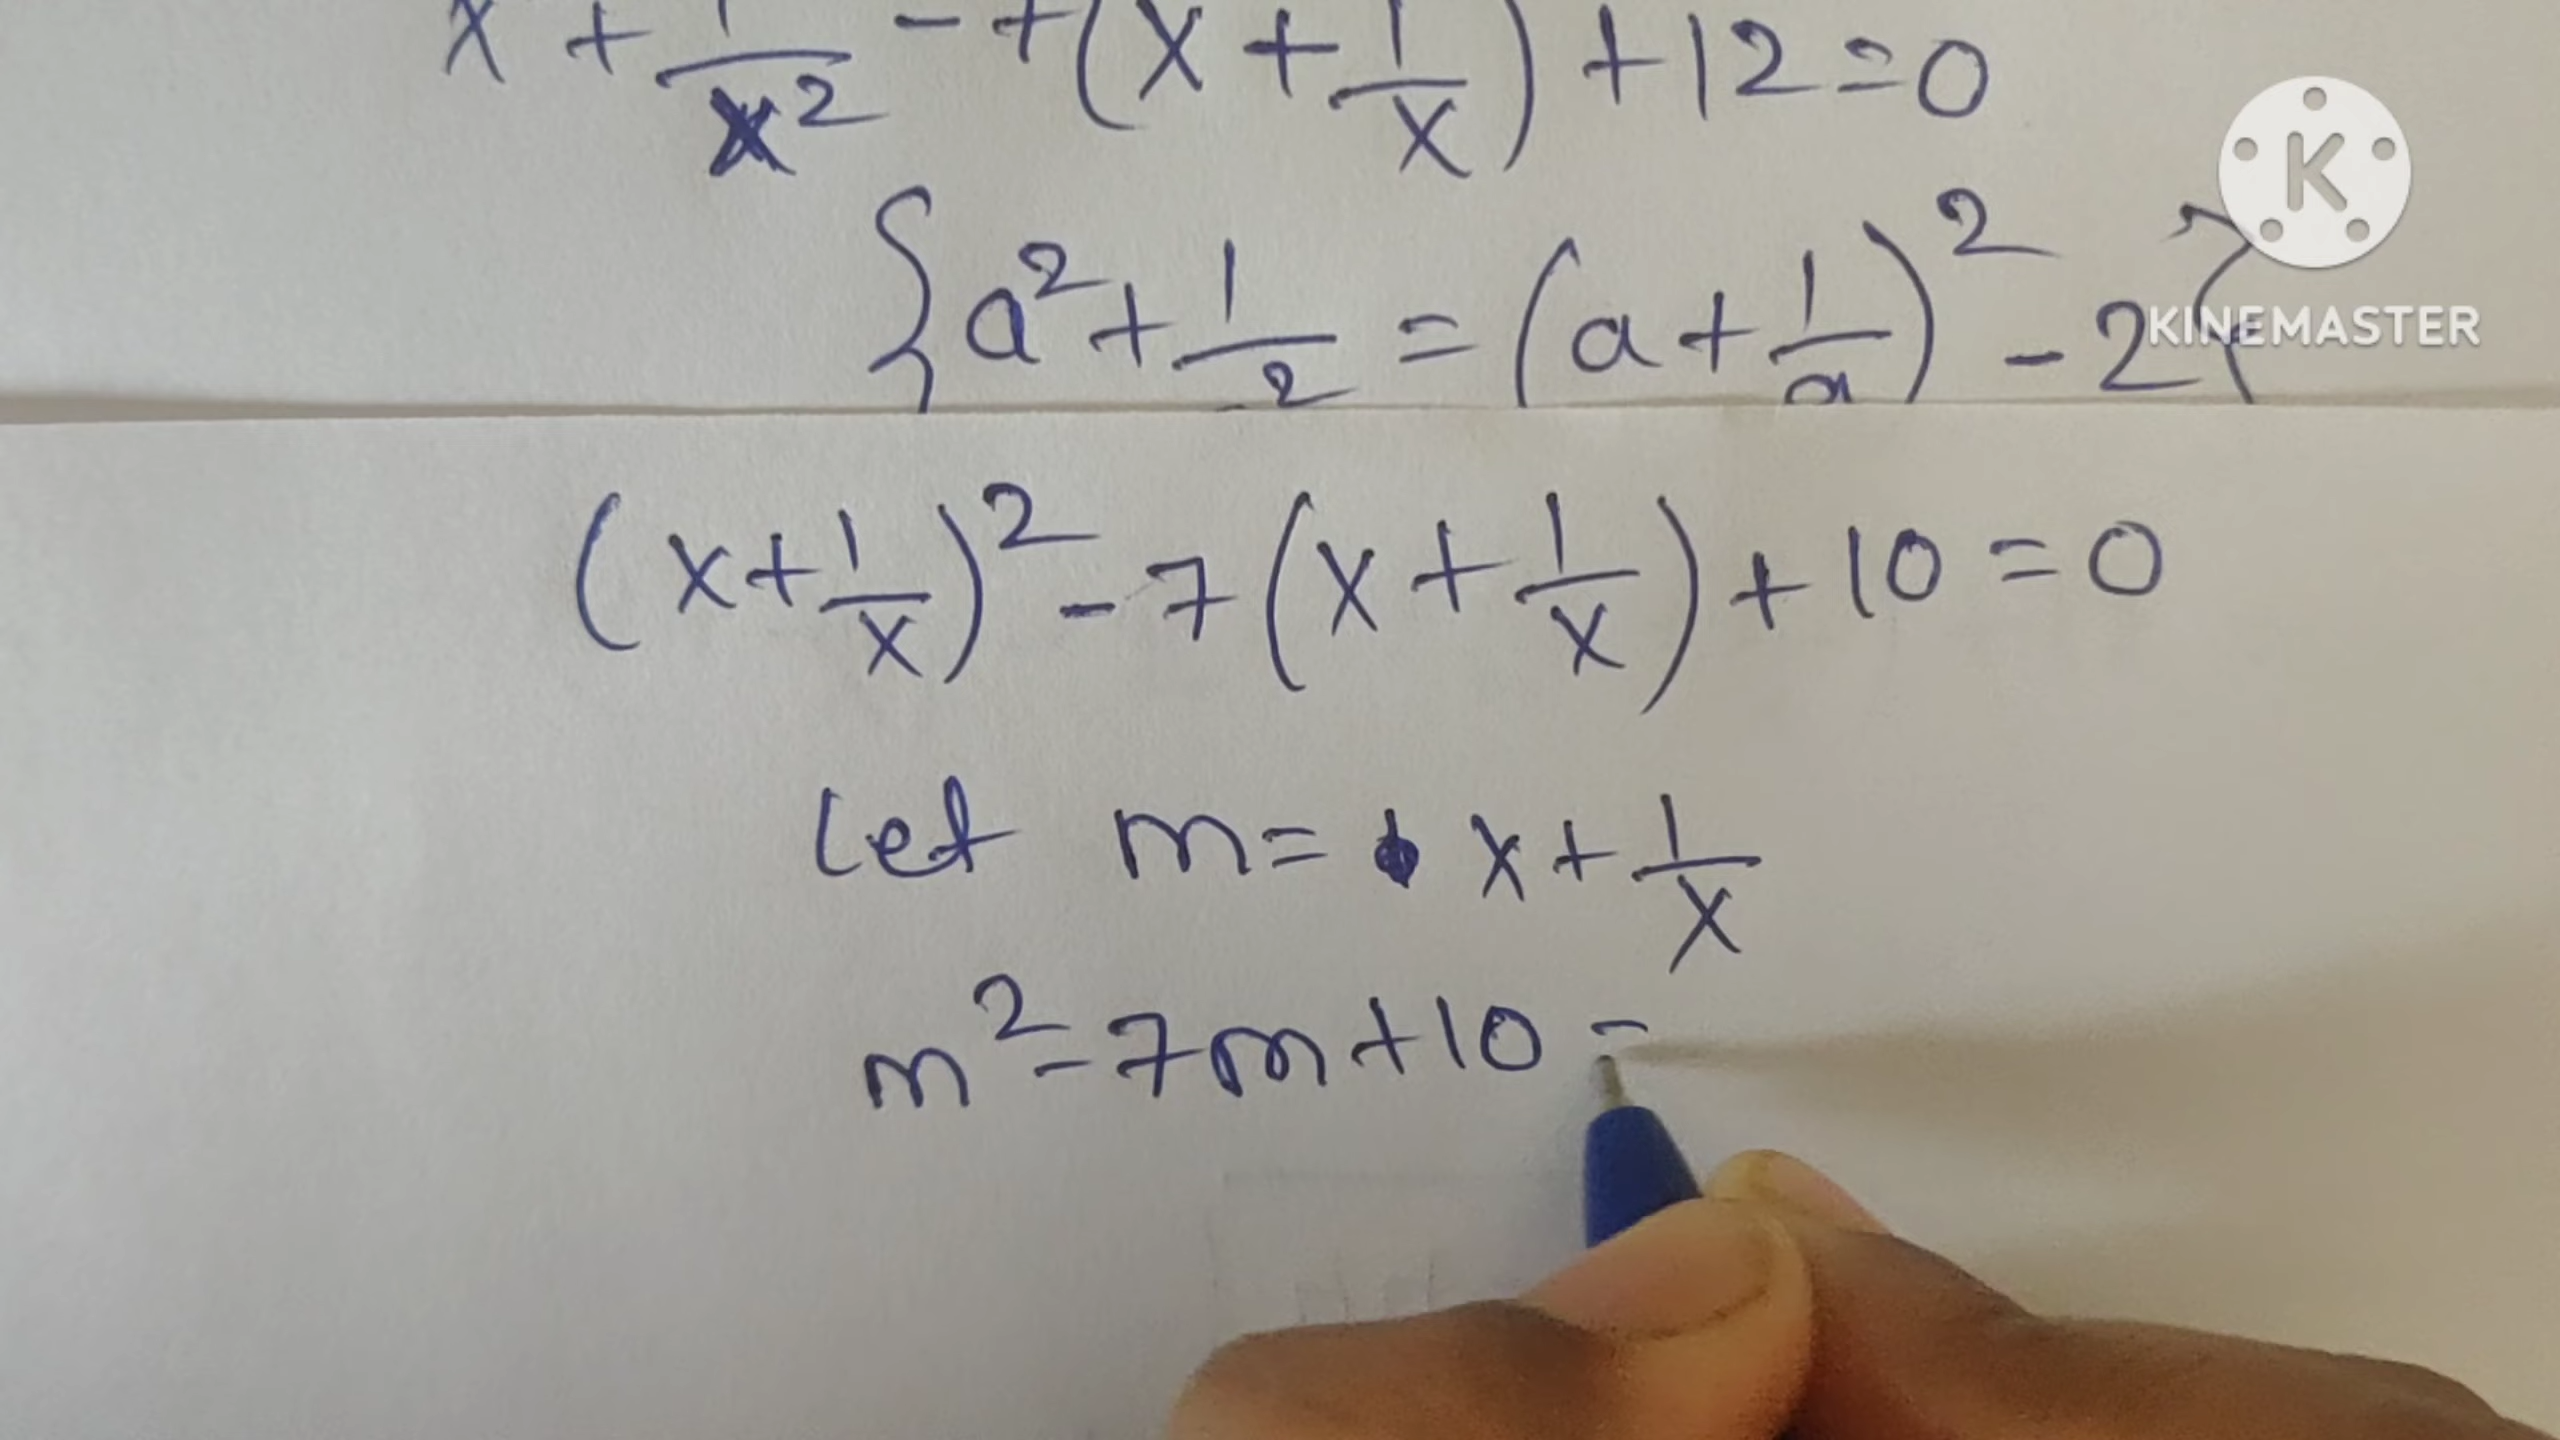 x + 1/x² - 7(x + 1/x) + 12 = 0
{a² + 1/a² = (a + 1/a)² - 2}
K
KINEMASTER
(x + 1/x)² - 7(x + 1/x) + 10 = 0
Let m = x + 1/x
m² - 7m + 10 =